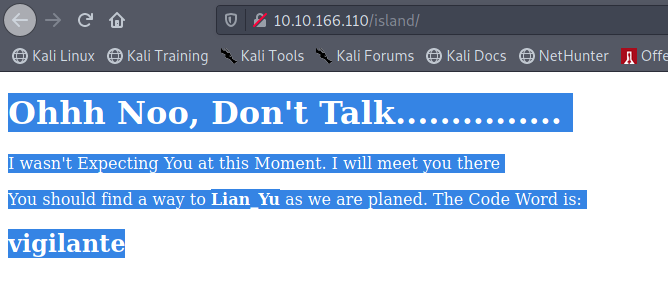 10.10.166.110/island/
Kali Linux Kali Training Kali Tools Kali Forums Kali Docs NetHunter Offe
Ohhh Noo, Don't Talk...............
I wasn't Expecting You at this Moment. I will meet you there
You should find a way to Lian_Yu as we are planed. The Code Word is:
vigilante